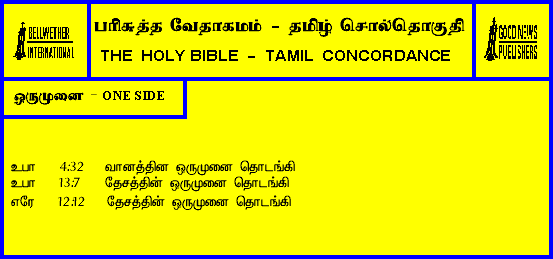 BELLWETHER
INTERNATIONAL
பரிசுத்த வேதாகமம் - தமிழ் சொல்தொகுதி
THE HOLY BIBLE - TAMIL CONCORDANCE
GOOD NEWS
PUBLISHERS
ஒருமுனை - ONE SIDE
உபா 4:32 வானத்தின ஒருமுனை தொடங்கி
உபா 13:7 தேசத்தின் ஒருமுனை தொடங்கி
எரே 12:12 தேசத்தின் ஒருமுனை தொடங்கி